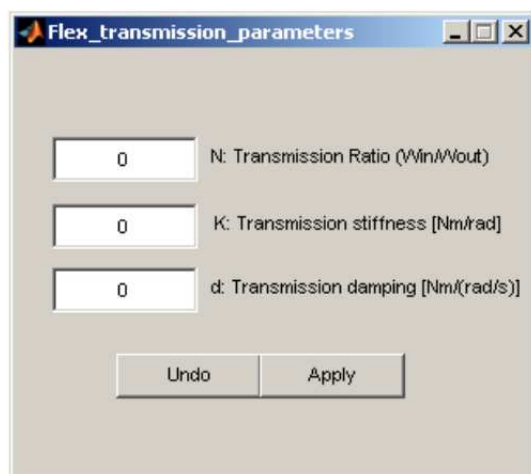 Flex_transmission_parameters
0 N: Transmission Ratio (Win/Wout)
0 K: Transmission stiffness [Nm/rad]
0 d: Transmission damping [Nm/(rad/s)]
Undo Apply